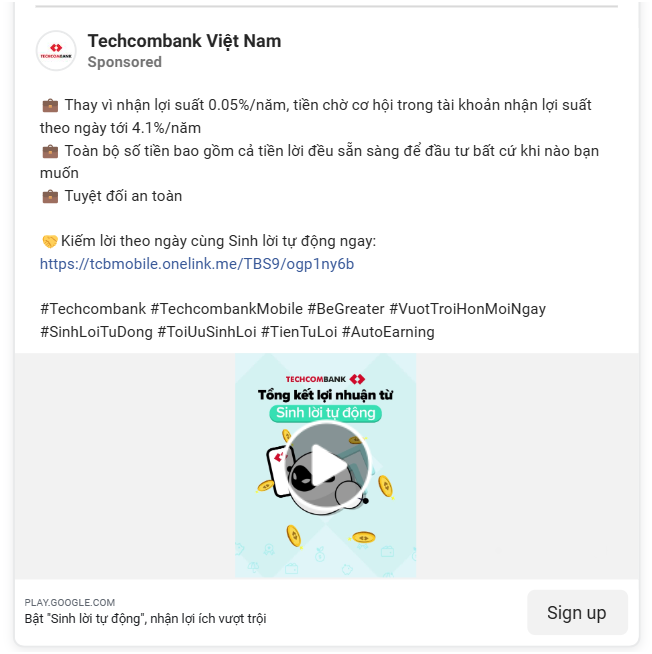 TECHCOMBANK
Techcombank Việt Nam
Sponsored
💼 Thay vì nhận lợi suất 0.05%/năm, tiền chờ cơ hội trong tài khoản nhận lợi suất
theo ngày tới 4.1%/năm
💼 Toàn bộ số tiền bao gồm cả tiền lời đều sẵn sàng để đầu tư bất cứ khi nào bạn
muốn
💼 Tuyệt đối an toàn
🤝Kiếm lời theo ngày cùng Sinh lời tự động ngay:
https://tcbmobile.onelink.me/TBS9/ogp1ny6b
#Techcombank #TechcombankMobile #BeGreater #VuotTroiHonMoiNgay
#SinhLoiTuDong #ToiUuSinhLoi #TienTuLoi #AutoEarning
TECHCOMBANK
Tổng kết lợi nhuận từ
Sinh lời tự động
PLAY.GOOGLE.COM
Bật "Sinh lời tự động", nhận lợi ích vượt trội
Sign up